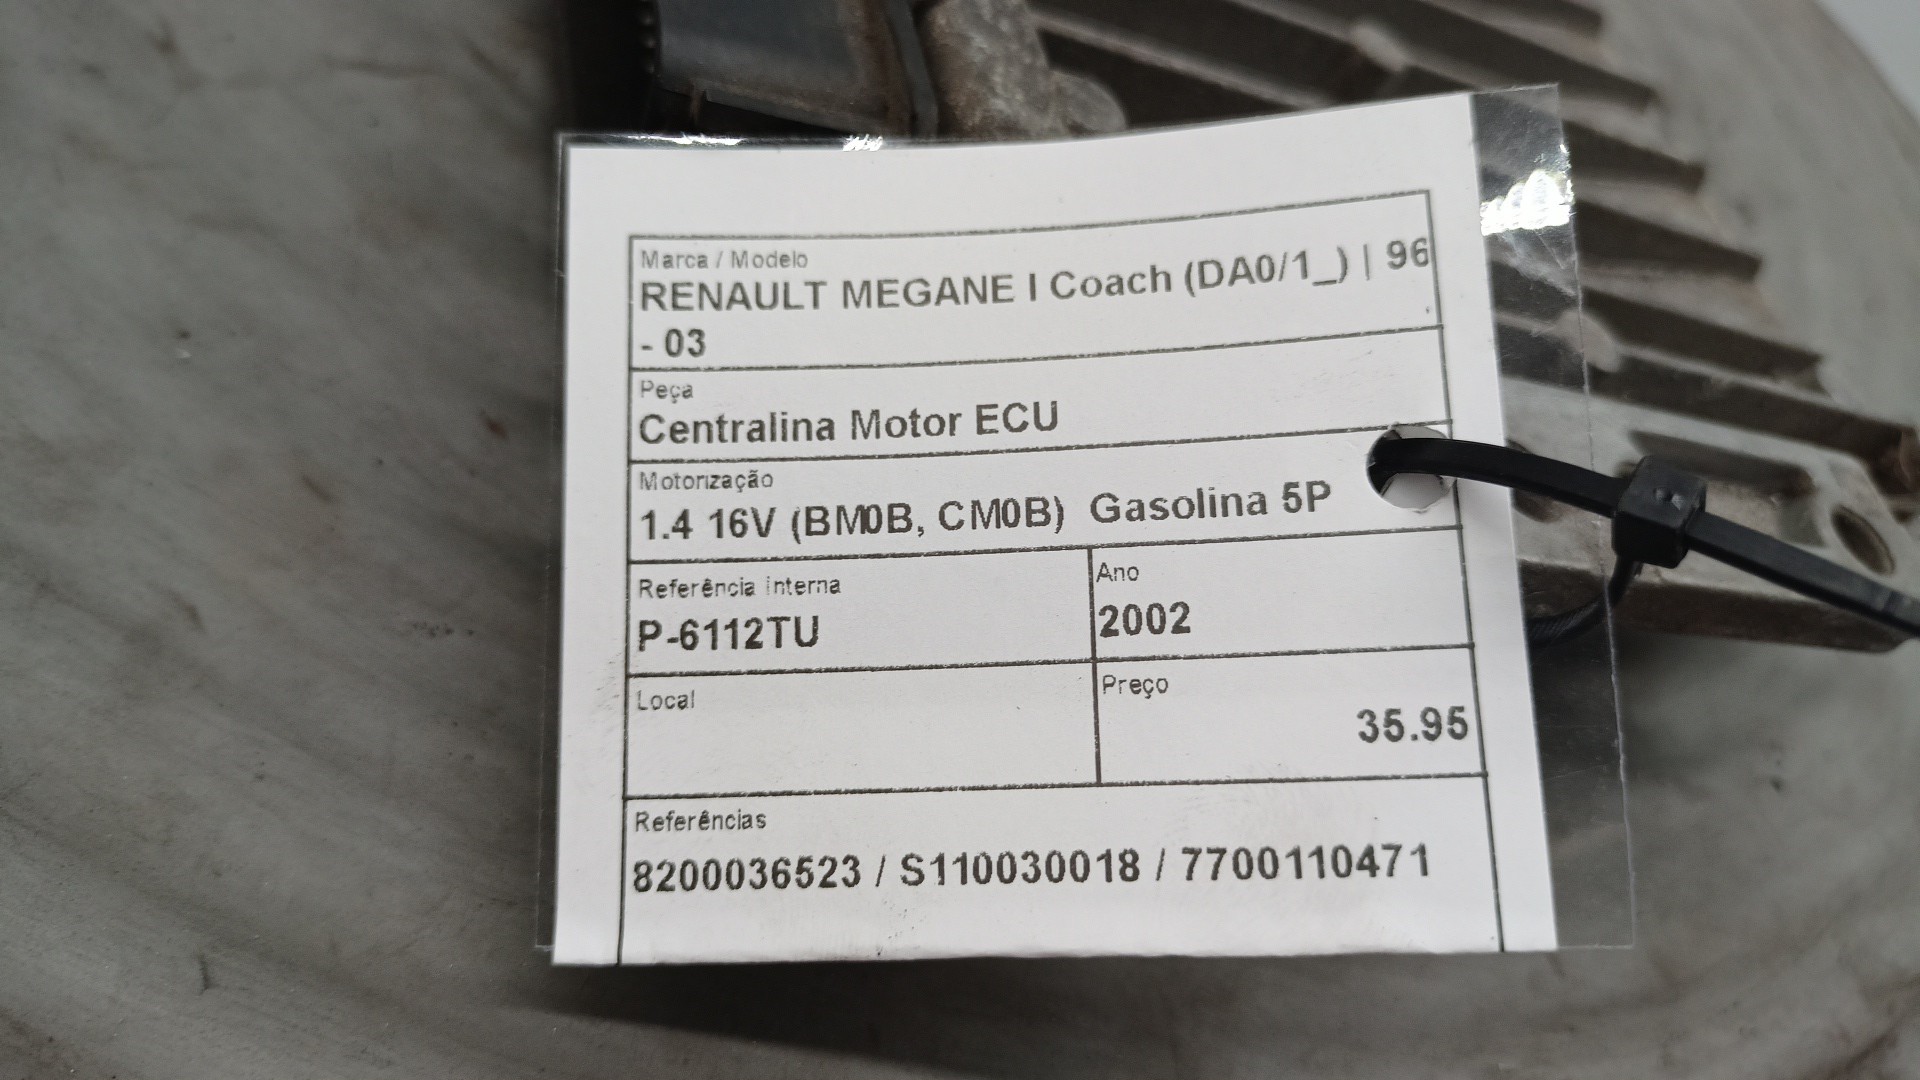 Marca / Modelo
RENAULT MEGANE I Coach (DA0/1_) | 96
- 03
Peça
Centralina Motor ECU
Motorização
1.4 16V (BM0B, CM0B) Gasolina 5P
Referência interna
P-6112TU
Ano
2002
Local
Preço
35.95
Referências
8200036523 / S110030018 / 7700110471